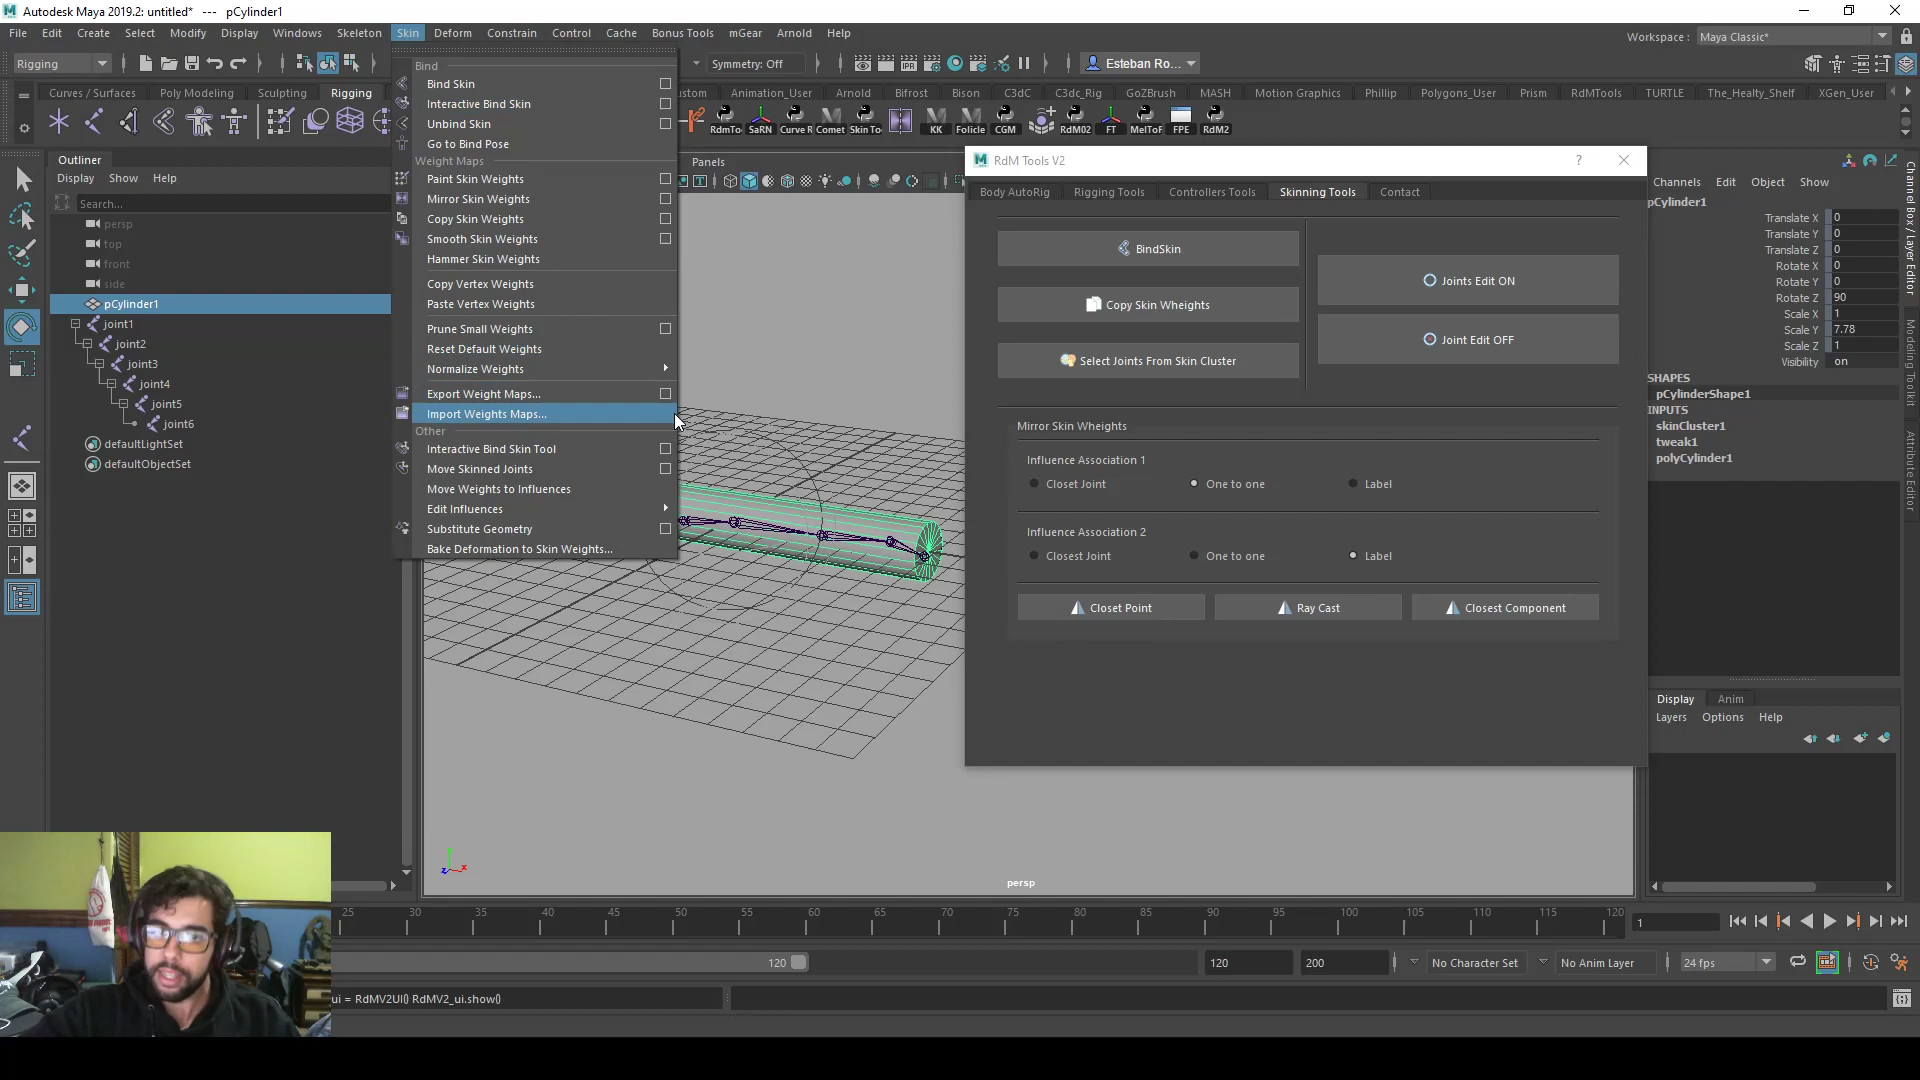 Autodesk Maya 2019.2: untitled*   ---   pCylinder1
File Edit Create Select Modify Display Windows Skeleton Skin Deform Constrain Control Cache Bonus Tools mGear Arnold Help
Workspace : Maya Classic*
Rigging
Symmetry: Off
Esteban Ro...
Curves / Surfaces Poly Modeling Sculpting Rigging
Animation_User Arnold Bifrost Bison C3dC C3dc_Rig GoZBrush MASH Motion Graphics Phillip Polygons_User Prism RdMTools TURTLE The_Healty_Shelf XGen_User
RdmTo SaRN Curve R Comet Skin To KK Folicle CGM RdM02 FT MelToF FPE RdM2
Outliner
Display Show Help
Search...
persp
top
front
side
pCylinder1
joint1
joint2
joint3
joint4
joint5
joint6
defaultLightSet
defaultObjectSet
Bind
Bind Skin
Interactive Bind Skin
Unbind Skin
Go to Bind Pose
Weight Maps
Paint Skin Weights
Mirror Skin Weights
Copy Skin Weights
Smooth Skin Weights
Hammer Skin Weights
Copy Vertex Weights
Paste Vertex Weights
Prune Small Weights
Reset Default Weights
Normalize Weights
Export Weight Maps...
Import Weights Maps...
Other
Interactive Bind Skin Tool
Move Skinned Joints
Move Weights to Influences
Edit Influences
Substitute Geometry
Bake Deformation to Skin Weights...
Panels
persp
RdM Tools V2
?
Body AutoRig Rigging Tools Controllers Tools Skinning Tools Contact
BindSkin
Copy Skin Wheights
Select Joints From Skin Cluster
Joints Edit ON
Joint Edit OFF
Mirror Skin Wheights
Influence Association 1
Closet Joint One to one Label
Influence Association 2
Closest Joint One to one Label
Closet Point Ray Cast Closest Component
Channels Edit Object Show
pCylinder1
Translate X 0
Translate Y 0
Translate Z 0
Rotate X 0
Rotate Y 0
Rotate Z 90
Scale X 1
Scale Y 7.78
Scale Z 1
Visibility on
SHAPES
pCylinderShape1
INPUTS
skinCluster1
tweak1
polyCylinder1
Display Anim
Layers Options Help
Channel Box / Layer Editor
Modeling Toolkit
Attribute Editor
25 30 35 40 45 50 55 60 65 70 75 80 85 90 95 100 105 110 115 120
1
120
120
200
No Character Set
No Anim Layer
24 fps
ui = RdMV2UI() RdMV2_ui.show()